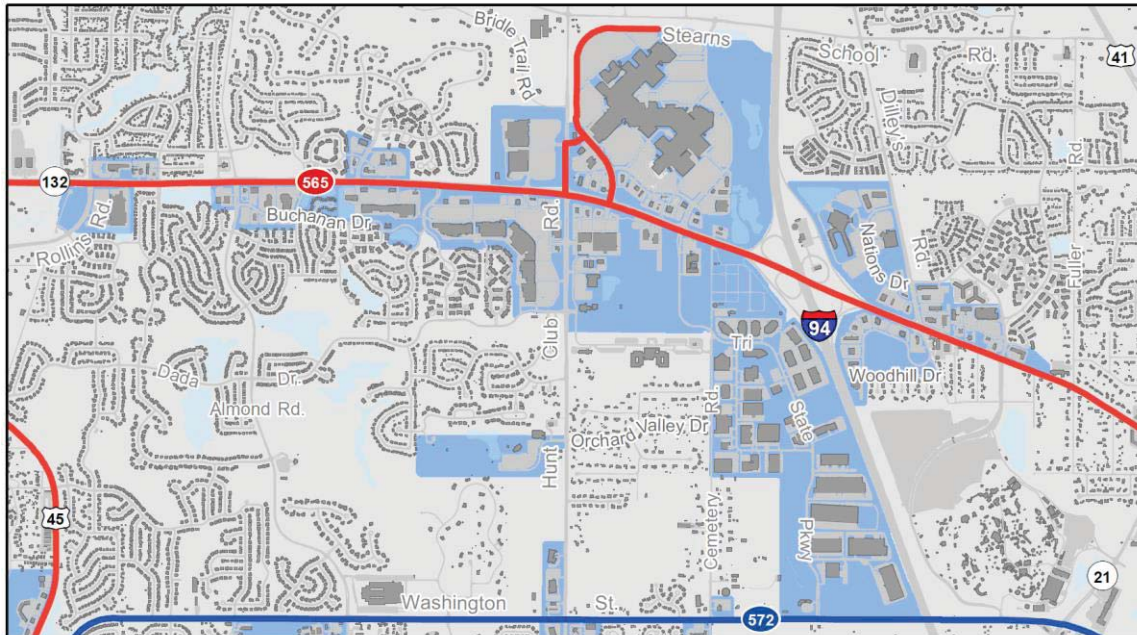 Bridle Trail Rd
Stearns
School
Rd.
41
Dilley's
Rd.
132
565
Rollins
Rd.
Buchanan Dr
Rd.
Nations Dr
Rd.
Fuller
94
Club
Tri
Dada
Dr.
Woodhill Dr
Almond Rd.
Rd.
State
Orchard
Valley Dr
Hunt
45
Cemetery
Pkwy
21
Washington
St.
572